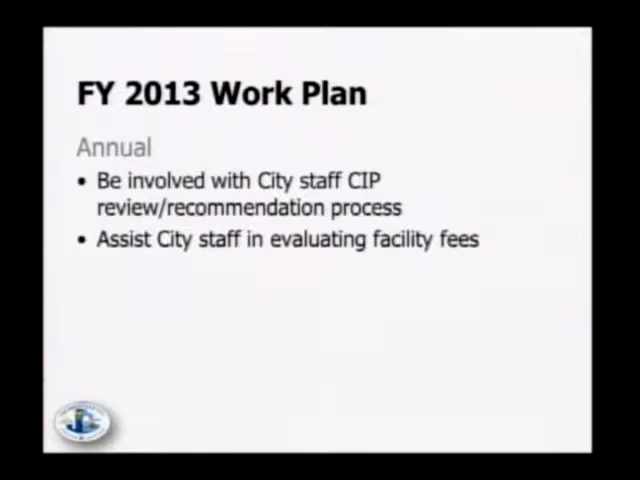 FY 2013 Work Plan
Annual
• Be involved with City staff CIP
review/recommendation process
• Assist City staff in evaluating facility fees